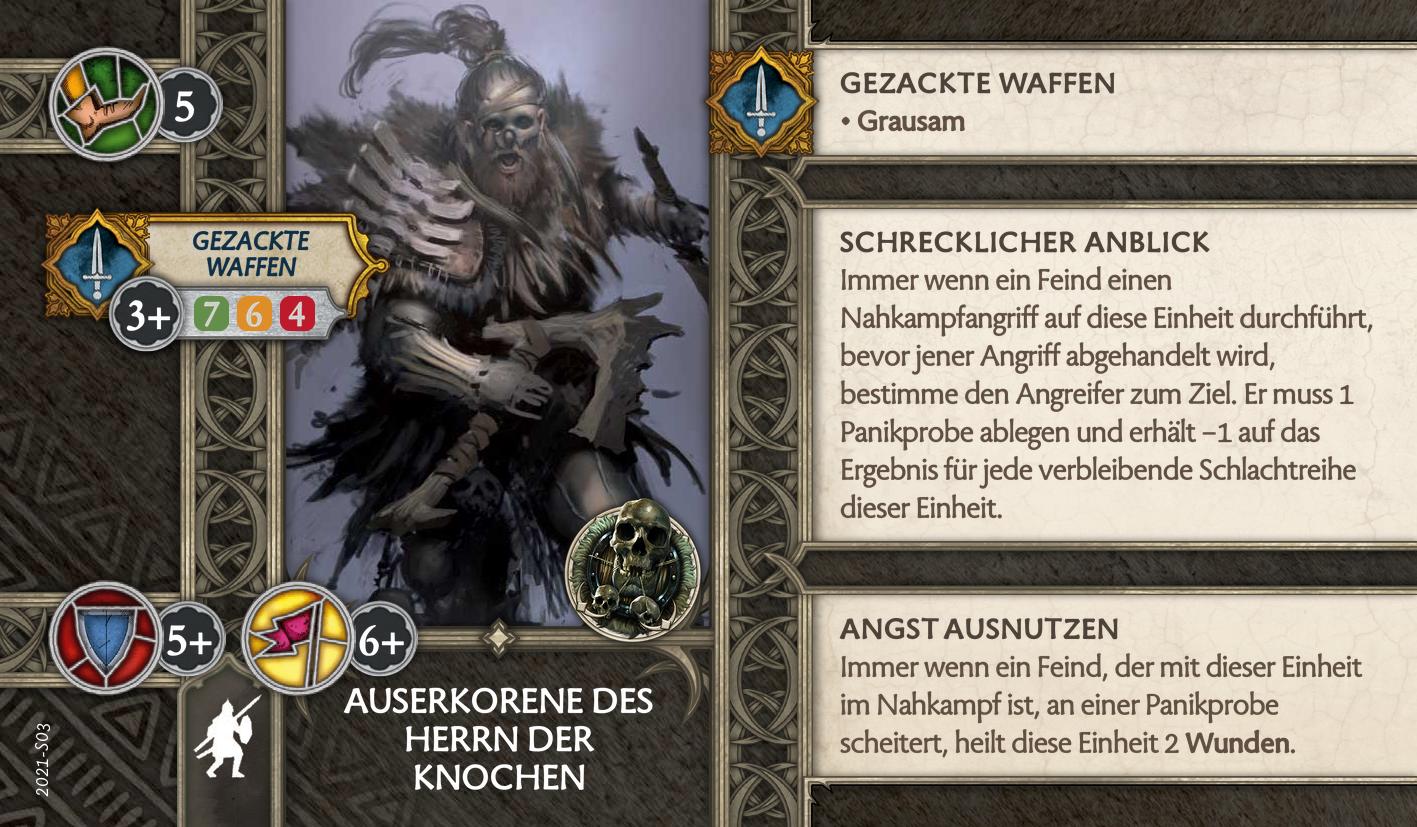 5
GEZACKTE
WAFFEN
3+ 7 6 4
5+ 6+
AUSERKORENE DES
HERRN DER
KNOCHEN
2021-S03
GEZACKTE WAFFEN
• Grausam
SCHRECKLICHER ANBLICK
Immer wenn ein Feind einen
Nahkampfangriff auf diese Einheit durchführt,
bevor jener Angriff abgehandelt wird,
bestimme den Angreifer zum Ziel. Er muss 1
Panikprobe ablegen und erhält –1 auf das
Ergebnis für jede verbleibende Schlachtreihe
dieser Einheit.
ANGST AUSNUTZEN
Immer wenn ein Feind, der mit dieser Einheit
im Nahkampf ist, an einer Panikprobe
scheitert, heilt diese Einheit 2 Wunden.